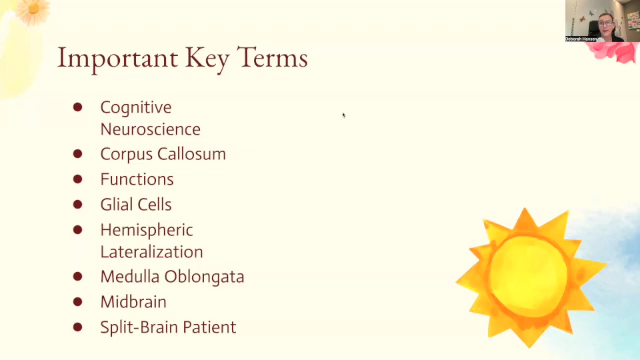 Important Key Terms
Cognitive
Neuroscience
Corpus Callosum
Functions
Glial Cells
Hemispheric
Lateralization
Medulla Oblongata
Midbrain
Split-Brain Patient